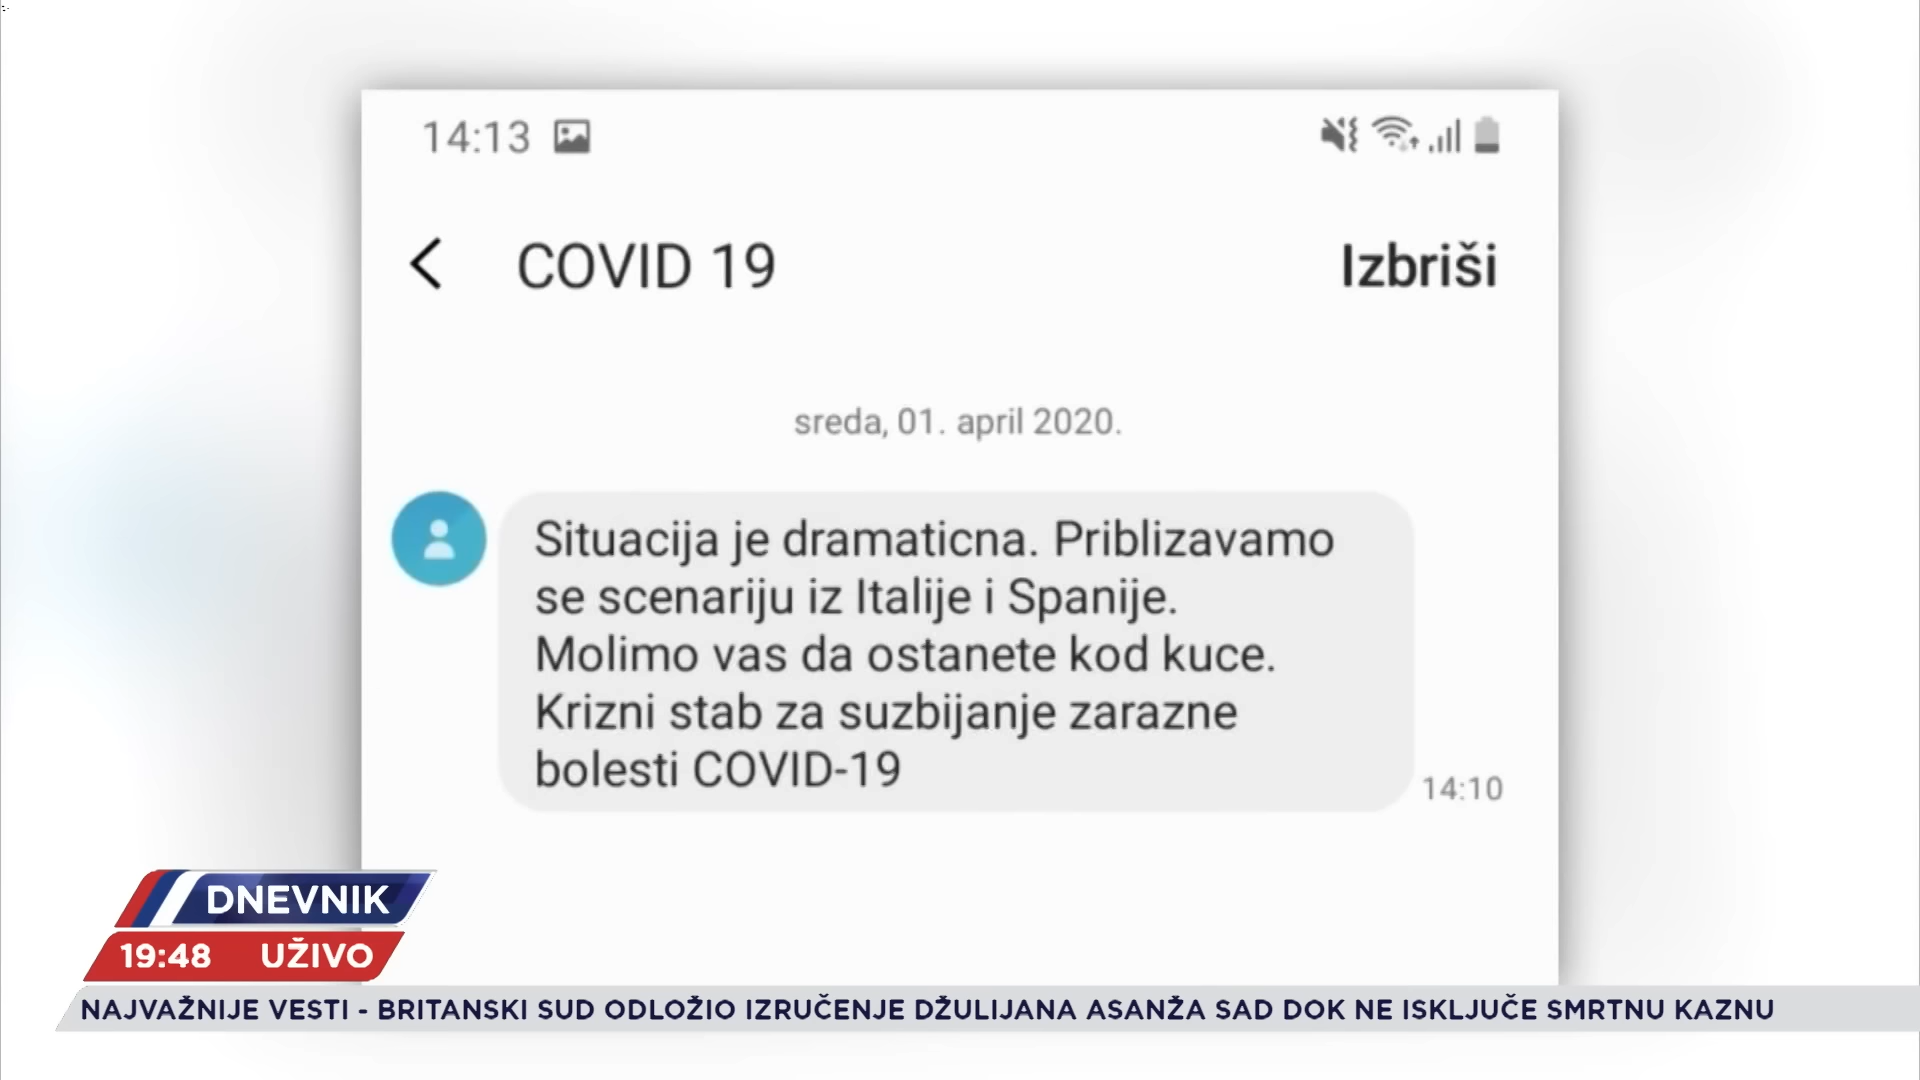 14:13
COVID 19
Izbriši
sreda, 01. april 2020.
Situacija je dramaticna. Priblizavamo
se scenariju iz Italije i Spanije.
Molimo vas da ostanete kod kuce.
Krizni stab za suzbijanje zarazne
bolesti COVID-19
14:10
DNEVNIK
19:48 UŽIVO
NAJVAŽNIJE VESTI - BRITANSKI SUD ODLOŽIO IZRUČENJE DŽULIJANA ASANŽA SAD DOK NE ISKLJUČE SMRTNU KAZNU